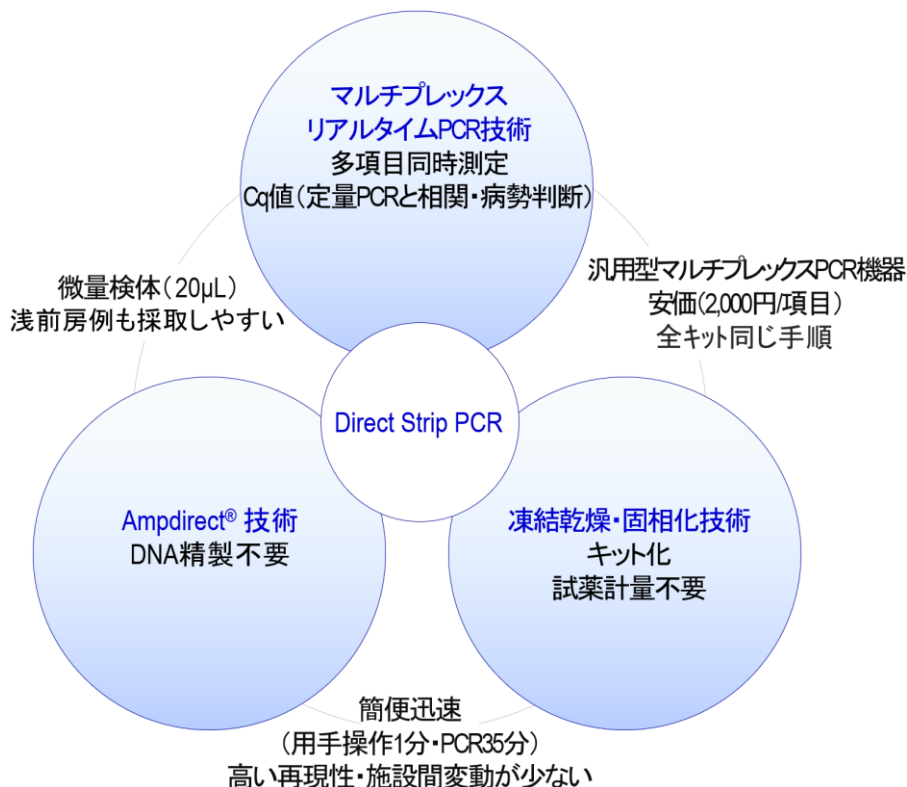 マルチプレックス
リアルタイムPCR技術
多項目同時測定
Cq値（定量PCRと相関・病勢判断）
微量検体（20µL）
浅前房例も採取しやすい
汎用型マルチプレックスPCR機器
安価（2,000円/項目）
全キット同じ手順
Direct Strip PCR
Ampdirect® 技術
DNA精製不要
凍結乾燥・固相化技術
キット化
試薬計量不要
簡便迅速
（用手操作1分・PCR35分）
高い再現性・施設間変動が少ない